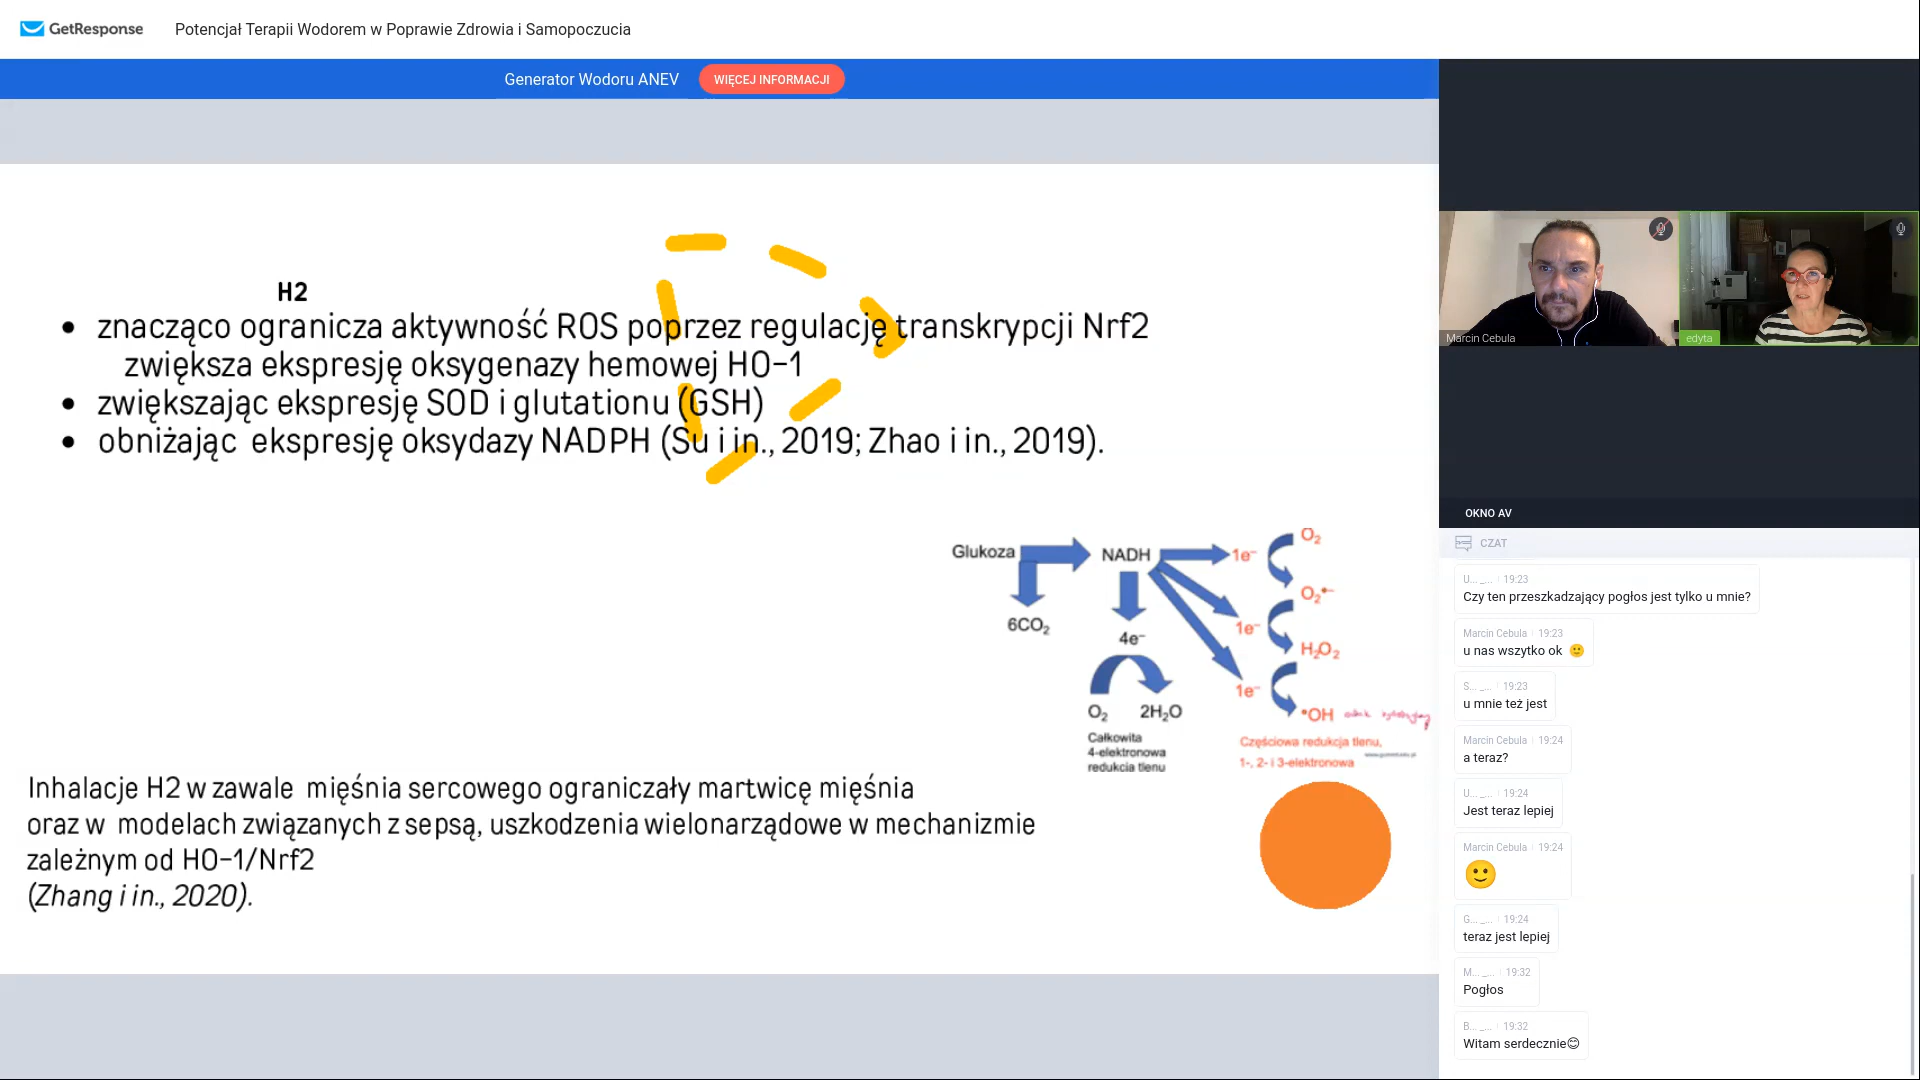 GetResponse
Potencjał Terapii Wodorem w Poprawie Zdrowia i Samopoczucia
Generator Wodoru ANEV
WIĘCEJ INFORMACJI
H2
• znacząco ogranicza aktywność ROS poprzez regulację transkrypcji Nrf2
zwiększa ekspresję oksygenazy hemowej HO-1
• zwiększając ekspresję SOD i glutationu (GSH)
• obniżając ekspresję oksydazy NADPH (Su i in., 2019; Zhao i in., 2019).
Glukoza
NADH
1e⁻
O₂
O₂•⁻
6CO₂
4e⁻
1e⁻
H₂O₂
1e⁻
O₂
2H₂O
•OH
Całkowita
4-elektronowa
redukcja tlenu
Częściowa redukcja tlenu,
1-, 2- i 3-elektronowa
Inhalacje H2 w zawale mięśnia sercowego ograniczały martwicę mięśnia
oraz w modelach związanych z sepsą, uszkodzenia wielonarządowe w mechanizmie
zależnym od HO-1/Nrf2
(Zhang i in., 2020).
Marcin Cebula
edyta
OKNO AV
CZAT
U... _... 19:23
Czy ten przeszkadzający pogłos jest tylko u mnie?
Marcin Cebula 19:23
u nas wszytko ok 🙂
S... _... 19:23
u mnie też jest
Marcin Cebula 19:24
a teraz?
U... _... 19:24
Jest teraz lepiej
Marcin Cebula 19:24
🙂
G... _... 19:24
teraz jest lepiej
M... _... 19:32
Pogłos
B... _... 19:32
Witam serdecznie😊